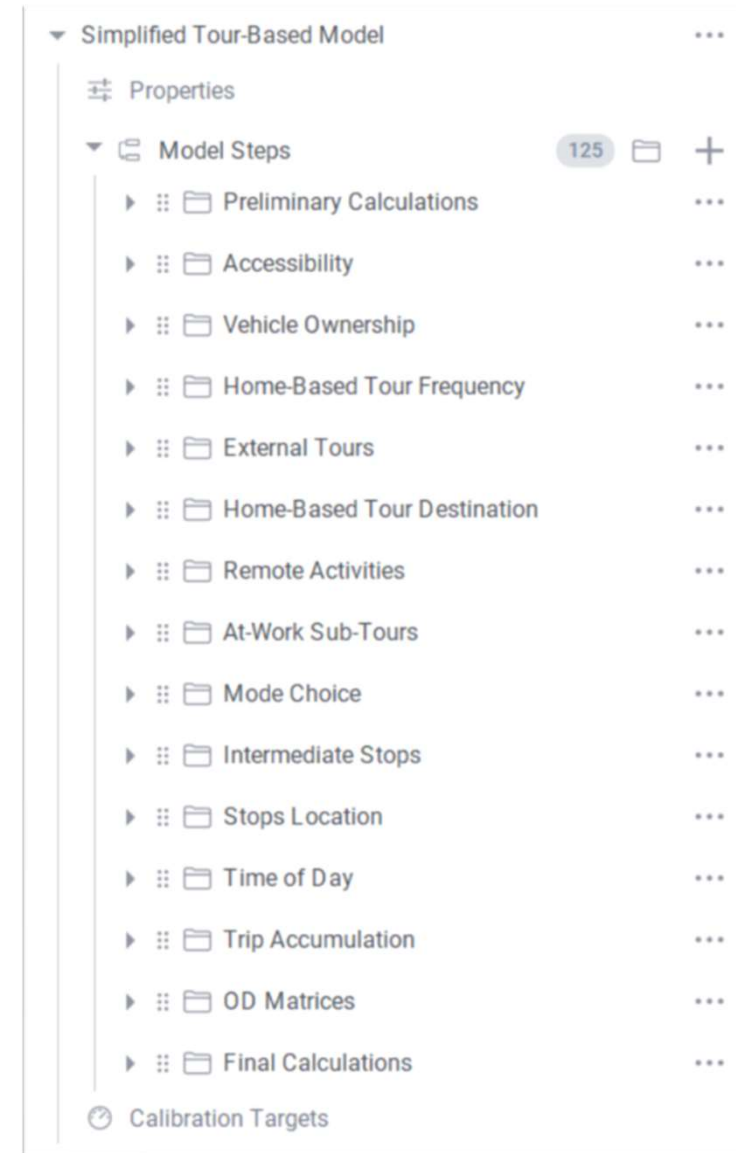 Simplified Tour-Based Model
Properties
Model Steps 125
Preliminary Calculations
Accessibility
Vehicle Ownership
Home-Based Tour Frequency
External Tours
Home-Based Tour Destination
Remote Activities
At-Work Sub-Tours
Mode Choice
Intermediate Stops
Stops Location
Time of Day
Trip Accumulation
OD Matrices
Final Calculations
Calibration Targets